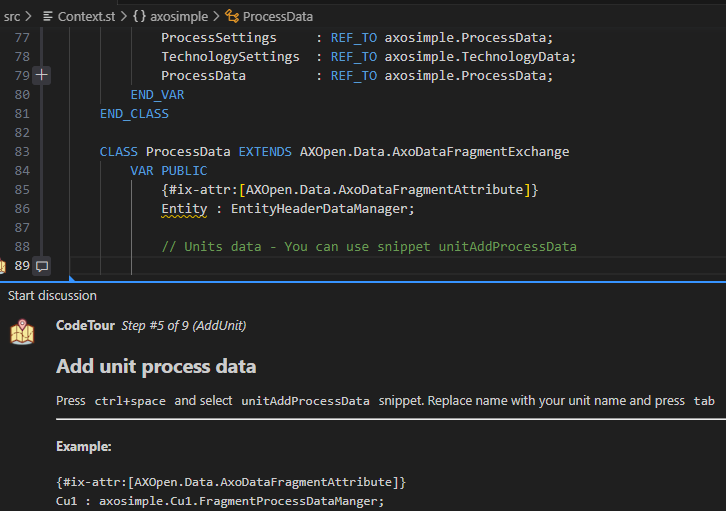 src > Context.st > {} axosimple > ProcessData
77 ProcessSettings : REF_TO axosimple.ProcessData;
78 TechnologySettings : REF_TO axosimple.TechnologyData;
79 ProcessData : REF_TO axosimple.ProcessData;
80 END_VAR
81 END_CLASS
82
83 CLASS ProcessData EXTENDS AXOpen.Data.AxoDataFragmentExchange
84 VAR PUBLIC
85 {#ix-attr:[AXOpen.Data.AxoDataFragmentAttribute]}
86 Entity : EntityHeaderDataManager;
87
88 // Units data - You can use snippet unitAddProcessData
89
Start discussion
CodeTour Step #5 of 9 (AddUnit)
Add unit process data
Press ctrl+space and select unitAddProcessData snippet. Replace name with your unit name and press tab
Example:
{#ix-attr:[AXOpen.Data.AxoDataFragmentAttribute]}
Cu1 : axosimple.Cu1.FragmentProcessDataManger;